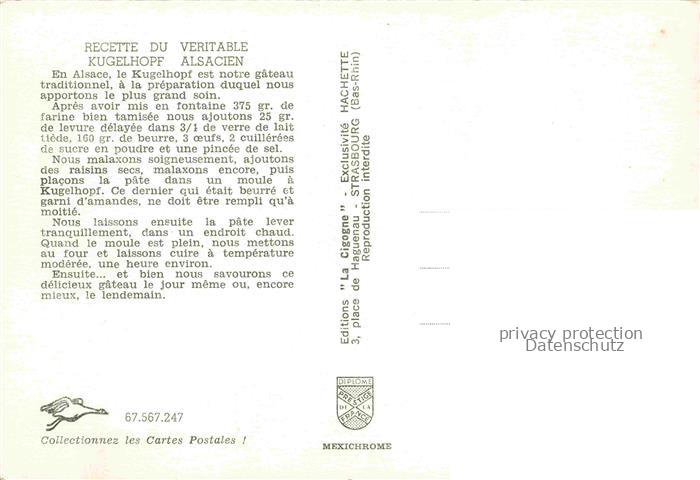 RECETTE DU VERITABLE
KUGELHOPF ALSACIEN
En Alsace, le Kugelhopf est notre gâteau
traditionnel, à la préparation duquel nous
apportons le plus grand soin.
Après avoir mis en fontaine 375 gr. de
farine bien tamisée nous ajoutons 25 gr.
de levure délayée dans 3/4 de verre de lait
tiède, 160 gr. de beurre, 3 œufs, 2 cuillérées
de sucre en poudre et une pincée de sel.
Nous malaxons soigneusement, ajoutons
des raisins secs, malaxons encore, puis
plaçons la pâte dans un moule à
Kugelhopf. Ce dernier qui était beurré et
garni d'amandes, ne doit être rempli qu'à
moitié.
Nous laissons ensuite la pâte lever
tranquillement, dans un endroit chaud.
Quand le moule est plein, nous mettons
au four et laissons cuire à température
modérée, une heure environ.
Ensuite... et bien nous savourons ce
délicieux gâteau le jour même ou, encore
mieux, le lendemain.
67.567.247
Collectionnez les Cartes Postales !
Editions "La Cigogne" - Exclusivité HACHETTE
3, place de Haguenau - STRASBOURG (Bas-Rhin)
Reproduction interdite
DIPLOME
PRESTIGE
DE LA
FRANCE
MEXICHROME
privacy protection
Datenschutz